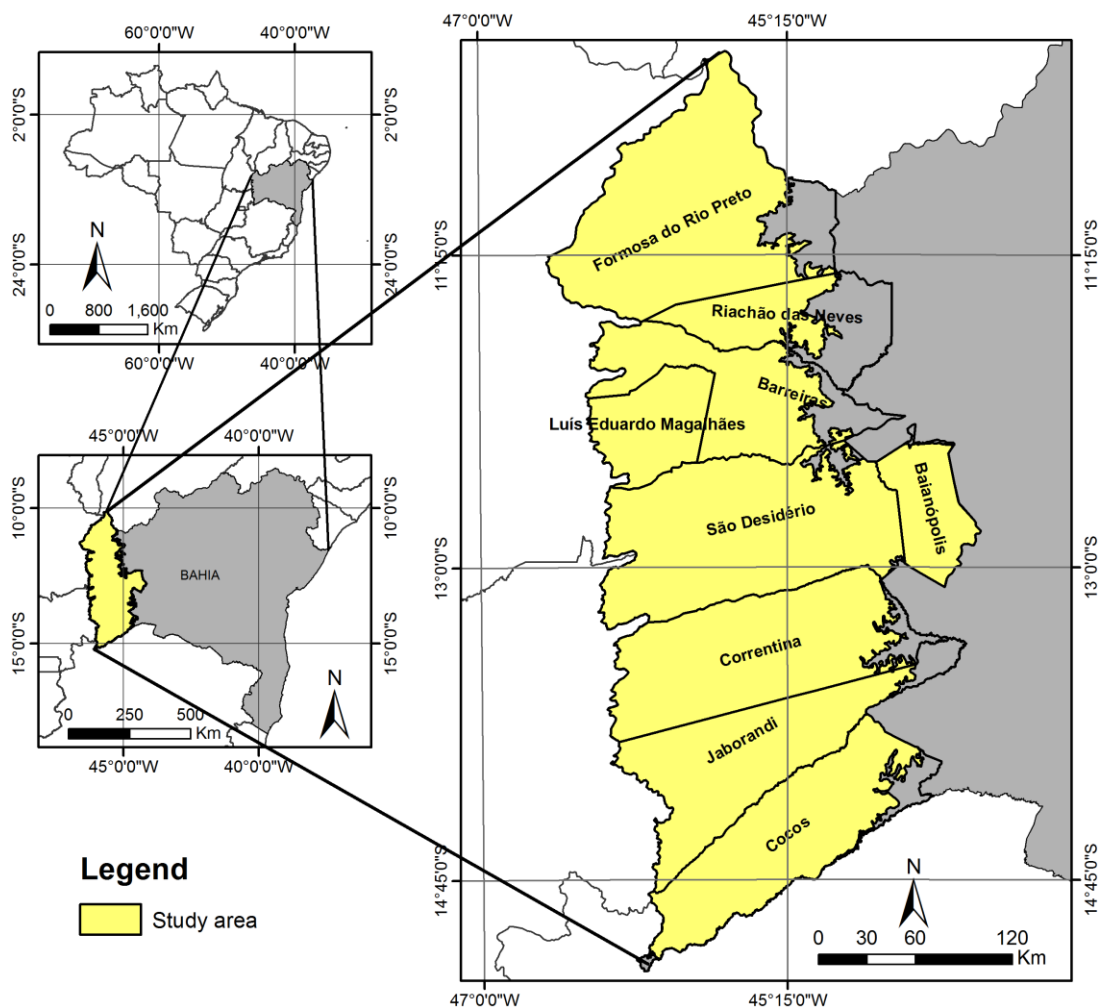 60°0'0"W 40°0'0"W
2°0'0"S
2°0'0"S
N
24°0'0"S
24°0'0"S
0 800 1,600
Km
60°0'0"W 40°0'0"W
45°0'0"W 40°0'0"W
10°0'0"S
10°0'0"S
BAHIA
15°0'0"S
15°0'0"S
N
0 250 500
Km
45°0'0"W 40°0'0"W
Legend
Study area
47°0'0"W 45°15'0"W
11°15'0"S
11°15'0"S
Formosa do Rio Preto
Riachão das Neves
Barreiras
Luís Eduardo Magalhães
Baianópolis
São Desidério
13°0'0"S
13°0'0"S
Correntina
Jaborandi
Cocos
14°45'0"S
14°45'0"S
N
0 30 60 120
Km
47°0'0"W 45°15'0"W